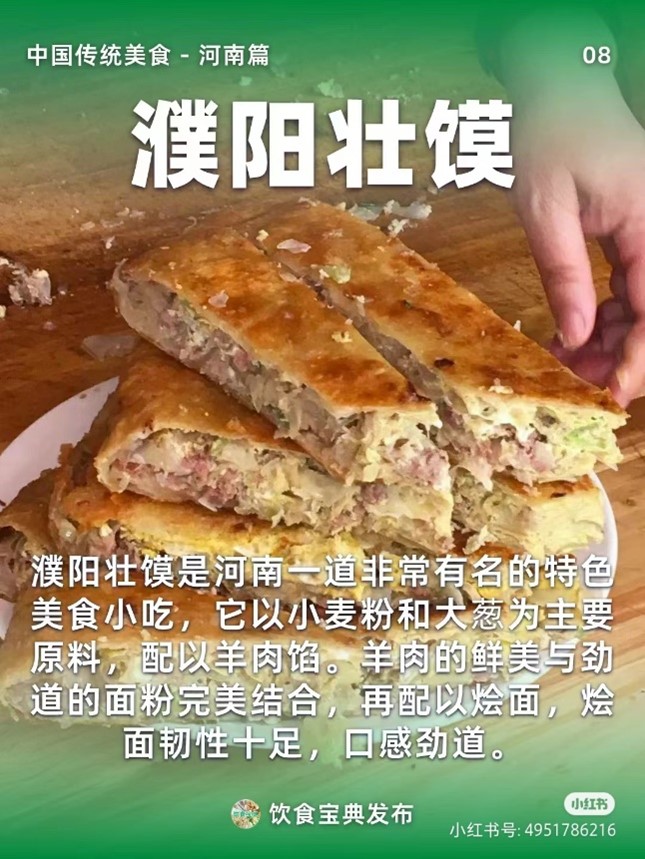 中国传统美食 - 河南篇
08
濮阳壮馍
濮阳壮馍是河南一道非常有名的特色
美食小吃，它以小麦粉和大葱为主要
原料，配以羊肉馅。羊肉的鲜美与劲
道的面粉完美结合，再配以烩面，烩
面韧性十足，口感劲道。
饮食宝典发布
小红书
小红书号: 4951786216